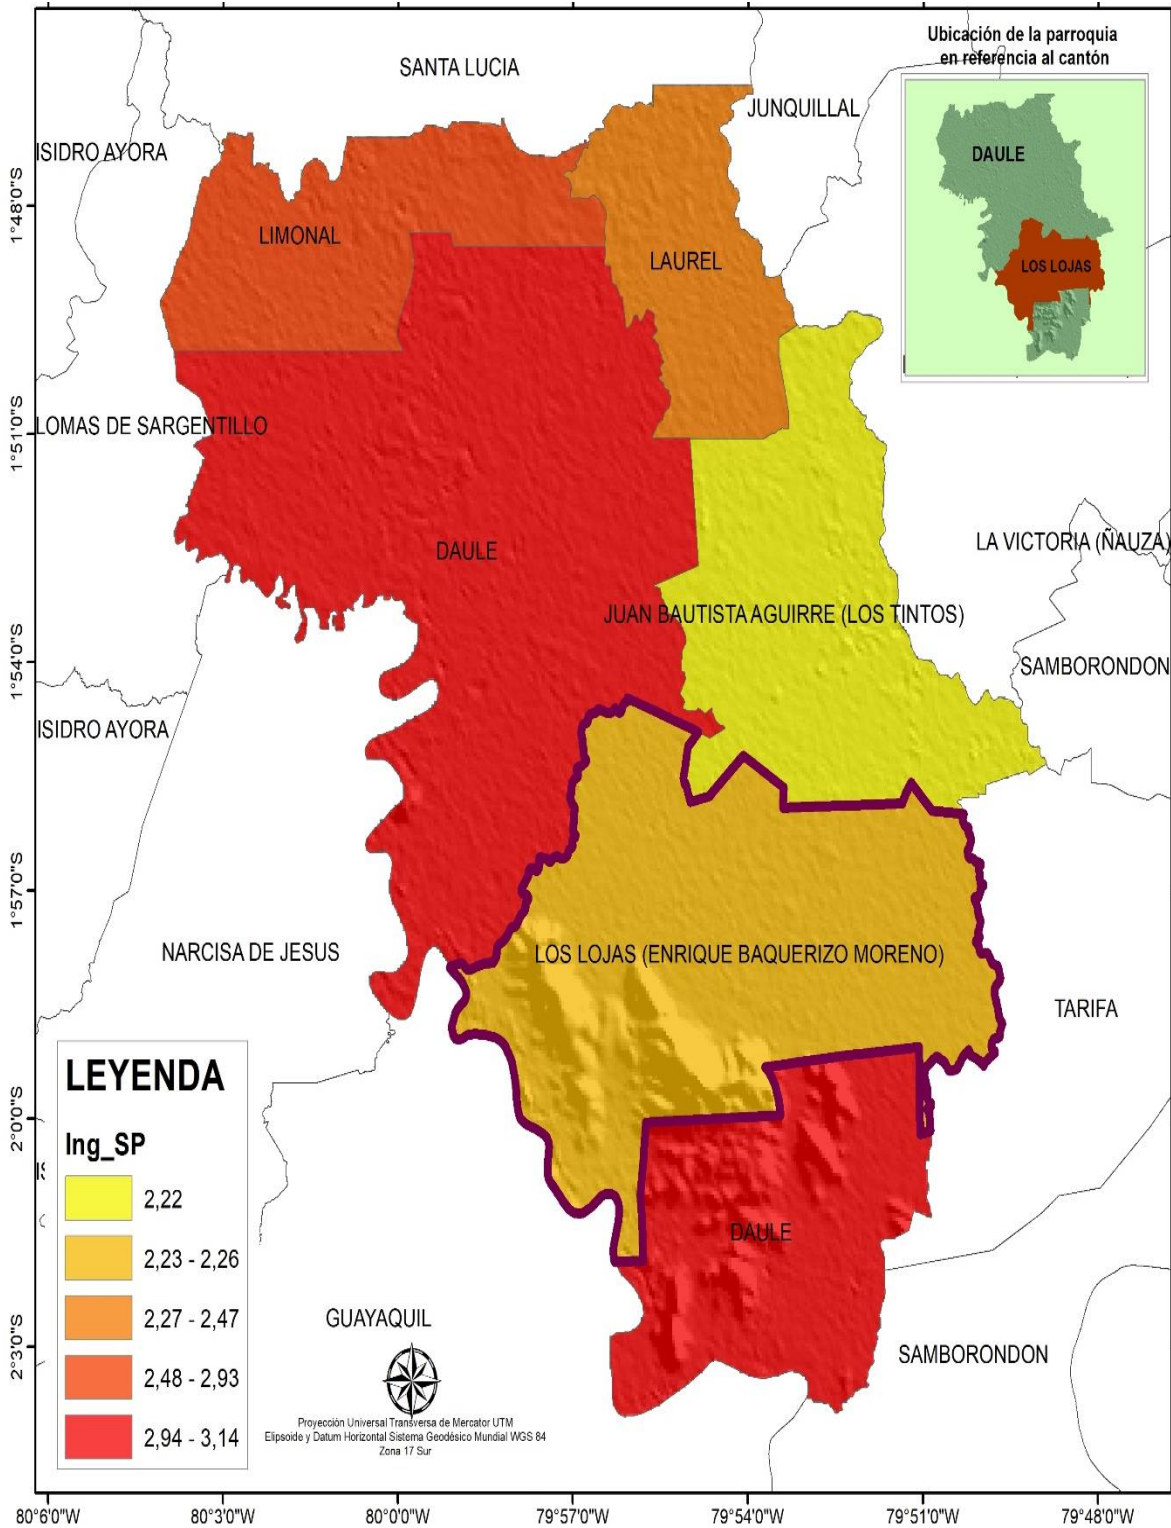 Ubicación de la parroquia
en referencia al cantón
DAULE
LOS LOJAS
SANTA LUCIA
JUNQUILLAL
ISIDRO AYORA
LIMONAL
LAUREL
LOMAS DE SARGENTILLO
DAULE
LA VICTORIA (ÑAUZA)
JUAN BAUTISTA AGUIRRE (LOS TINTOS)
SAMBORONDON
ISIDRO AYORA
NARCISA DE JESUS
LOS LOJAS (ENRIQUE BAQUERIZO MORENO)
TARIFA
DAULE
GUAYAQUIL
SAMBORONDON
LEYENDA
Ing_SP
2,22
2,23 - 2,26
2,27 - 2,47
2,48 - 2,93
2,94 - 3,14
Proyección Universal Transversa de Mercator UTM
Elipsoide y Datum Horizontal Sistema Geodésico Mundial WGS 84
Zona 17 Sur
1°48'0"S
1°51'0"S
1°54'0"S
1°57'0"S
2°0'0"S
2°3'0"S
80°6'0"W
80°3'0"W
80°0'0"W
79°57'0"W
79°54'0"W
79°51'0"W
79°48'0"W